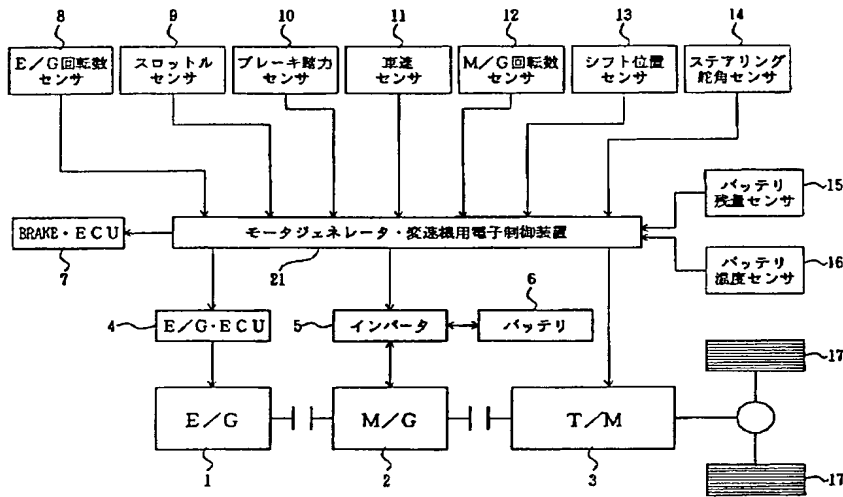 8
9
10
11
12
13
14
E/G回転数
センサ
スロットル
センサ
ブレーキ踏力
センサ
車速
センサ
M/G回転数
センサ
シフト位置
センサ
ステアリング
舵角センサ
バッテリ
残量センサ
15
BRAKE・ECU
モータジェネレータ・変速機用電子制御装置
7
21
バッテリ
温度センサ
16
6
4
E/G・ECU
5
インバータ
バッテリ
17
E/G
M/G
T/M
1
2
3
17